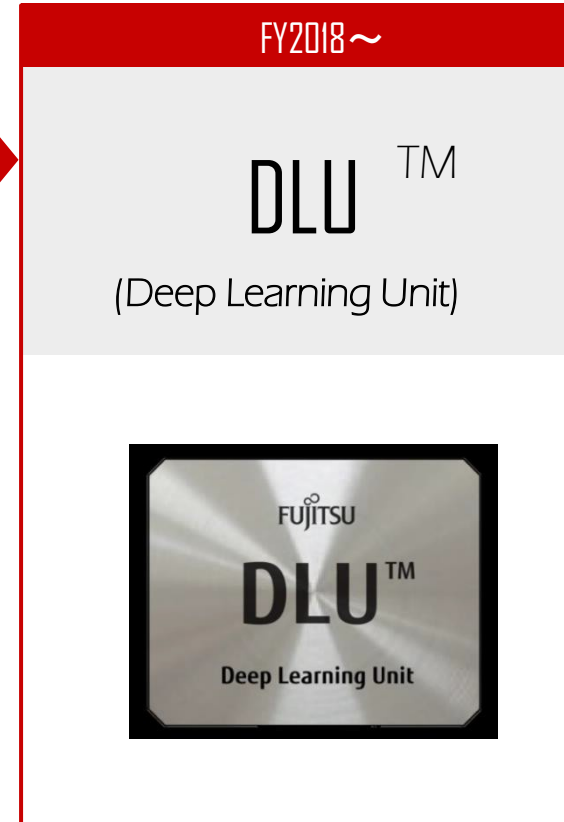 FY2018～
DLU TM
(Deep Learning Unit)
FUJITSU
DLU™
Deep Learning Unit